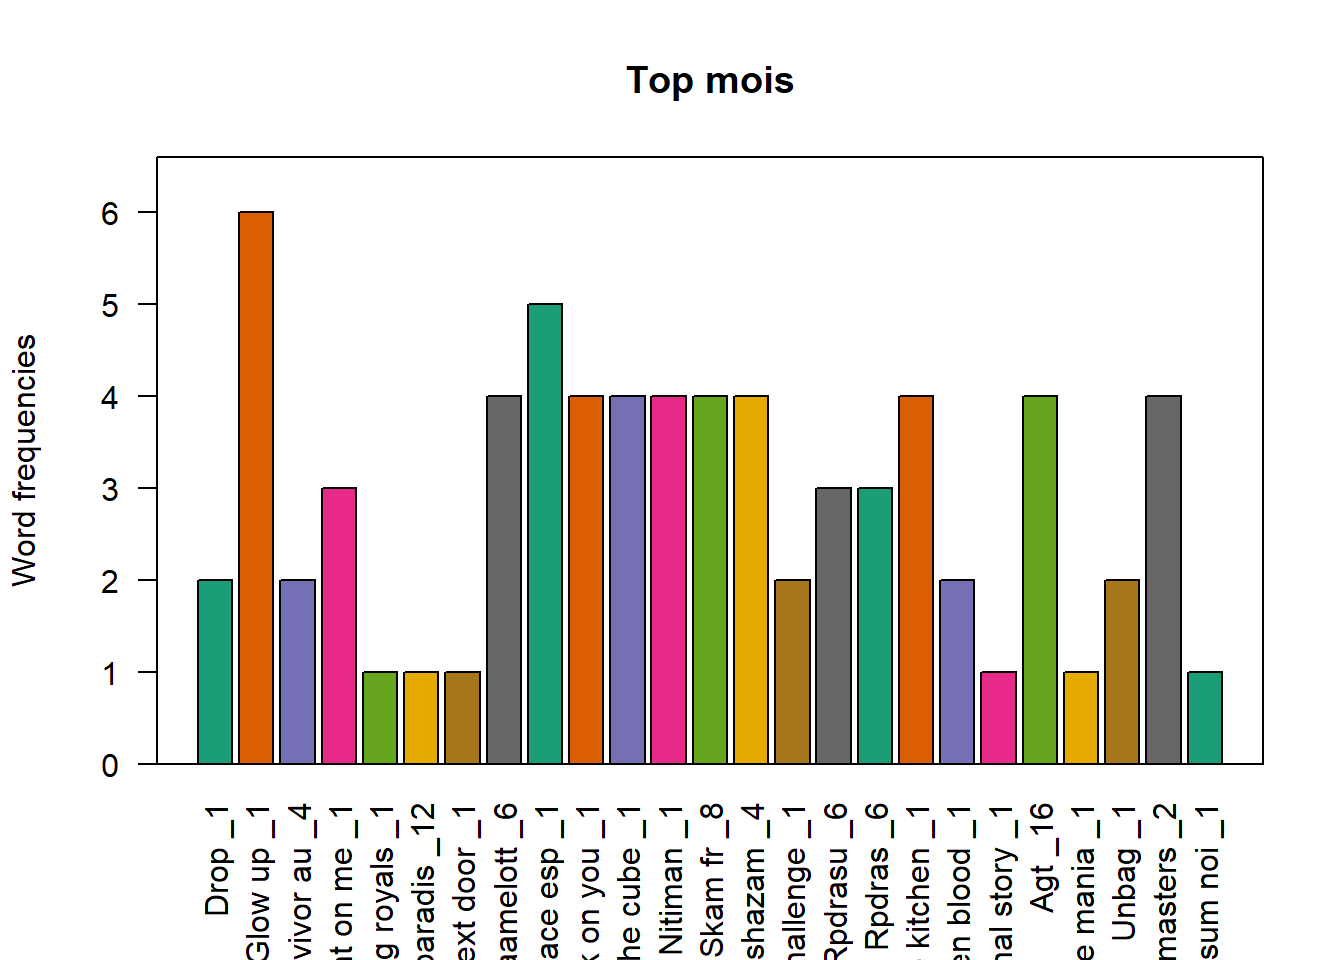 Top mois
Word frequencies
6
5
4
3
2
1
0
Drop _1
Glow up _1
vivor au _4
at on me _1
g royals _1
paradis _12
ext door _1
aamelott _6
ace esp _1
k on you _1
he cube _1
Nitiman _1
Skam fr _8
shazam _4
hallenge _1
Rpdrasu _6
Rpdras _6
kitchen _1
en blood _1
nal story _1
Agt _16
e mania _1
Unbag _1
masters _2
sum noi _1